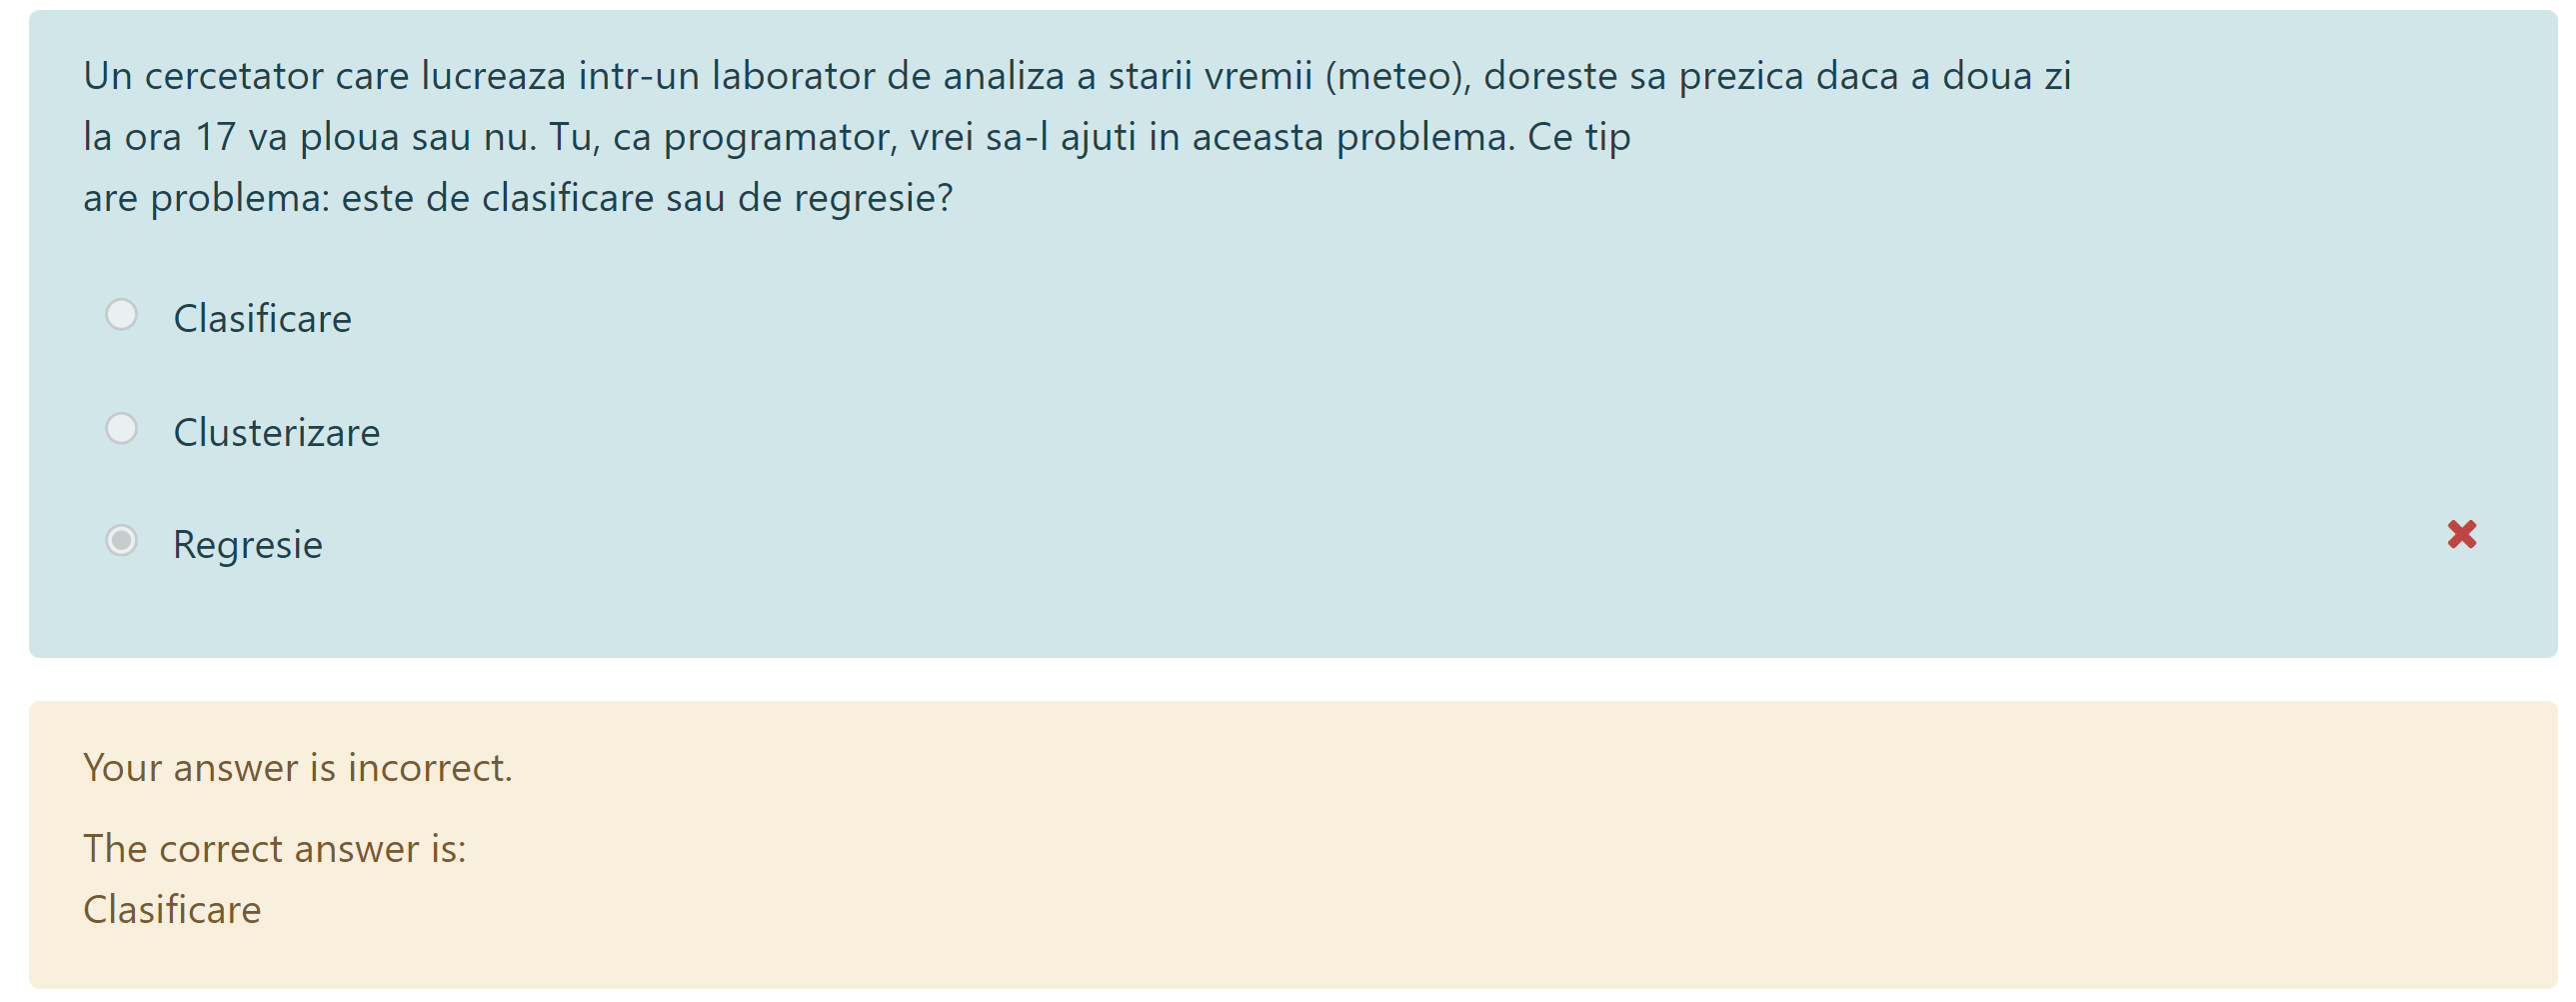 Un cercetator care lucreaza intr-un laborator de analiza a starii vremii (meteo), doreste sa prezica daca a doua zi
la ora 17 va ploua sau nu. Tu, ca programator, vrei sa-l ajuti in aceasta problema. Ce tip
are problema: este de clasificare sau de regresie?
Clasificare
Clusterizare
Regresie
Your answer is incorrect.
The correct answer is:
Clasificare